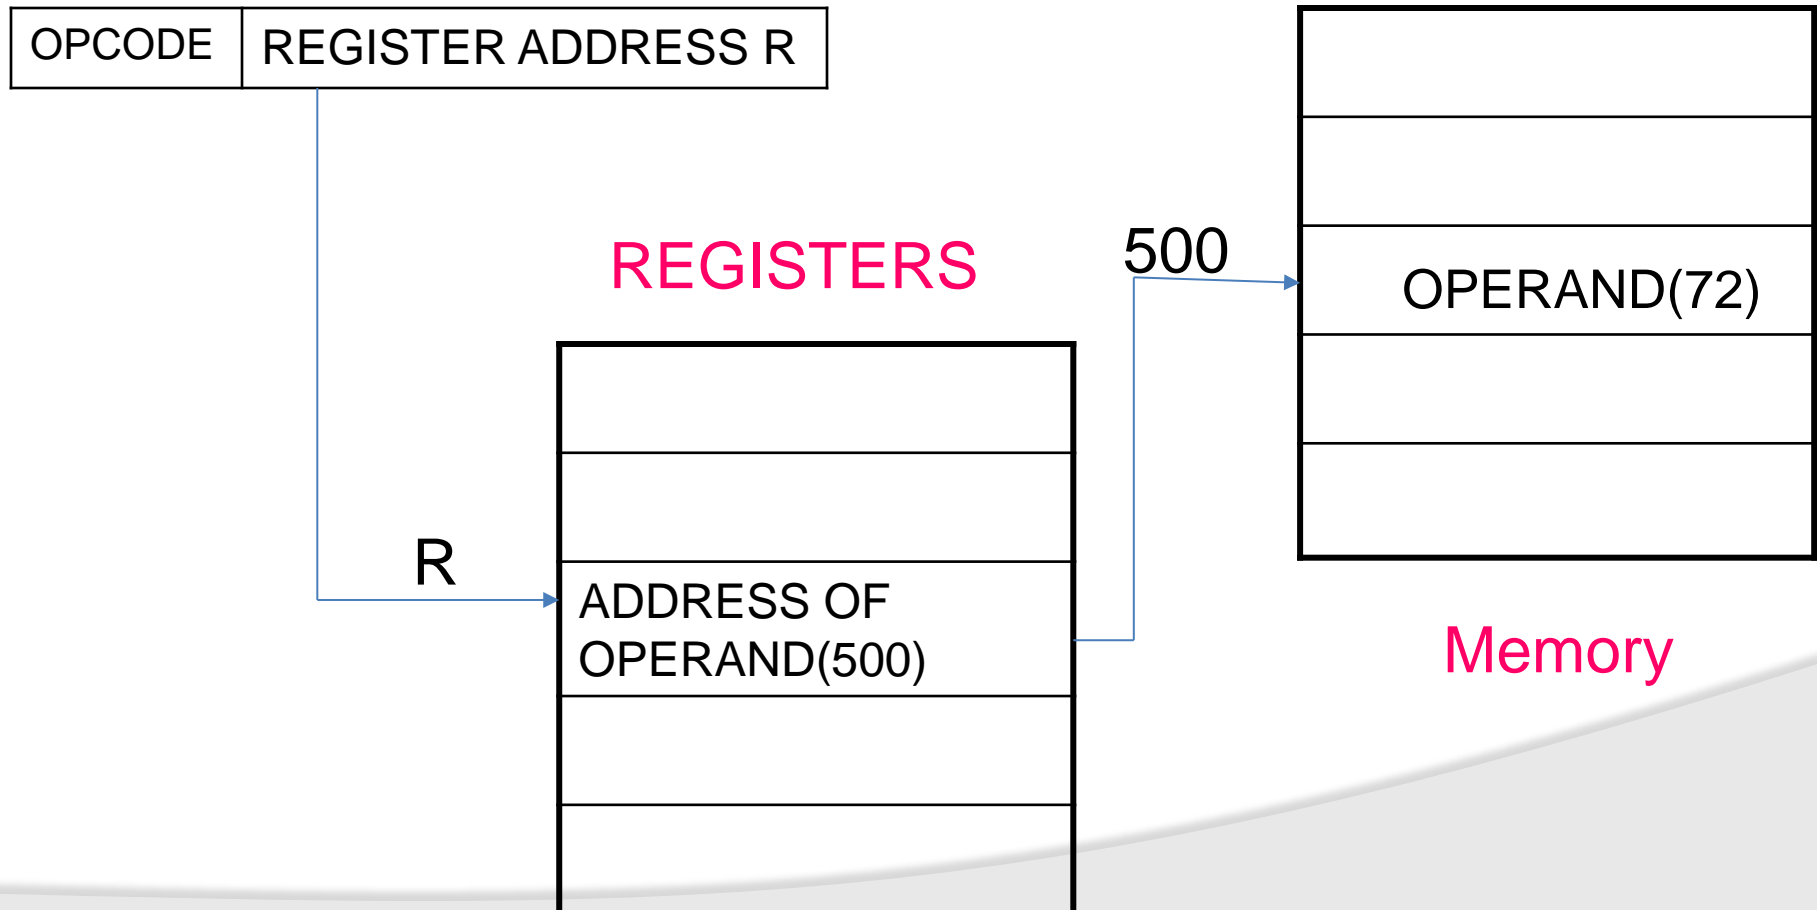 OPCODE
REGISTER ADDRESS R
REGISTERS
500
OPERAND(72)
R
ADDRESS OF
OPERAND(500)
Memory